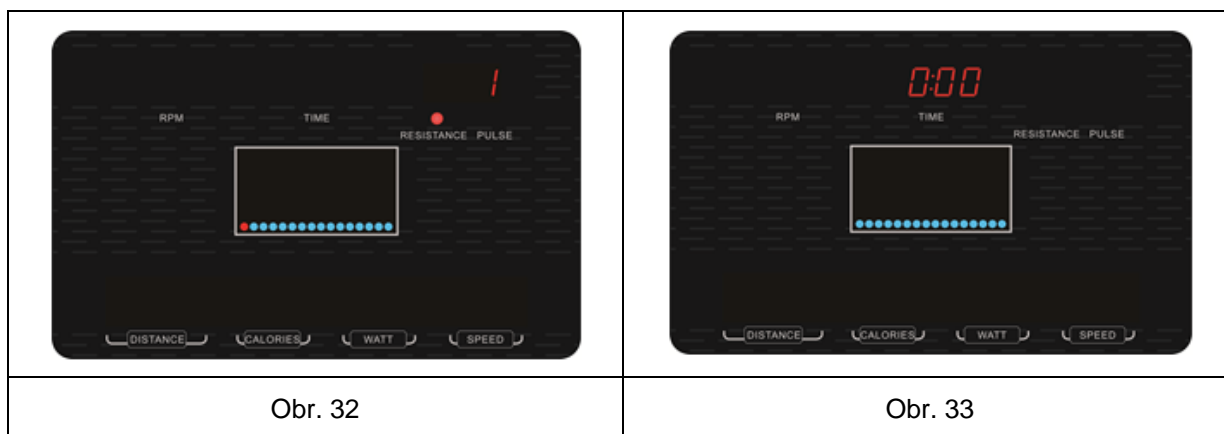 1
RPM TIME
RESISTANCE PULSE
DISTANCE CALORIES WATT SPEED
Obr. 32
0:00
RPM TIME
RESISTANCE PULSE
DISTANCE CALORIES WATT SPEED
Obr. 33